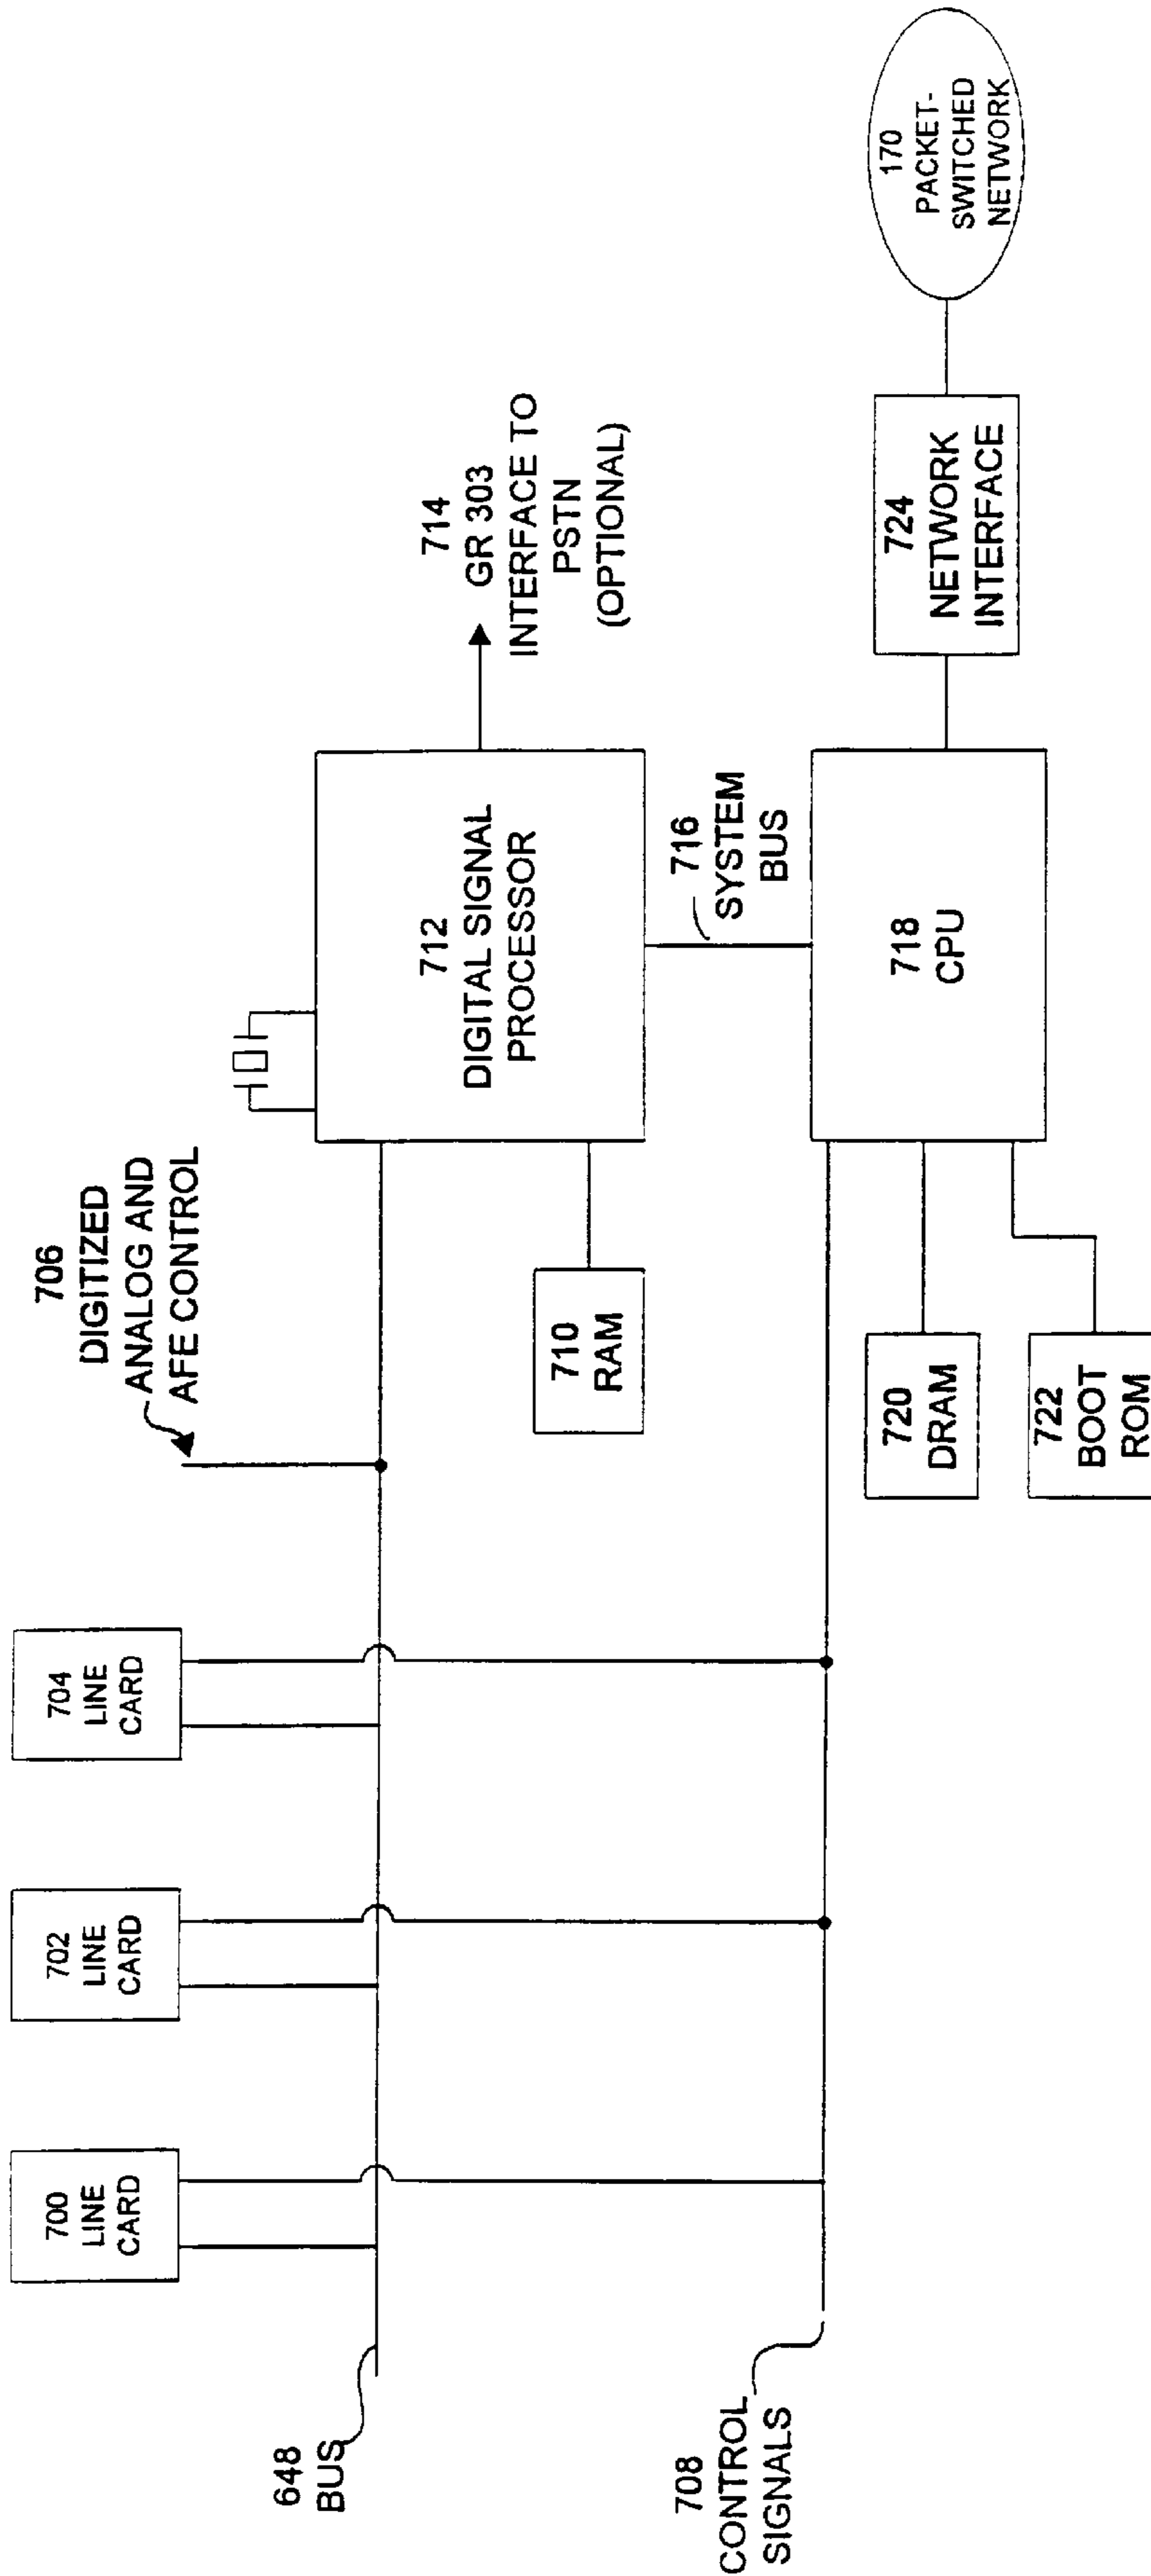 700
LINE
CARD
702
LINE
CARD
704
LINE
CARD
706
DIGITIZED
ANALOG AND
AFE CONTROL
648
BUS
708
CONTROL
SIGNALS
710
RAM
712
DIGITAL SIGNAL
PROCESSOR
714
GR 303
INTERFACE TO
PSTN
(OPTIONAL)
716
SYSTEM
BUS
718
CPU
720
DRAM
722
BOOT
ROM
724
NETWORK
INTERFACE
170
PACKET-
SWITCHED
NETWORK